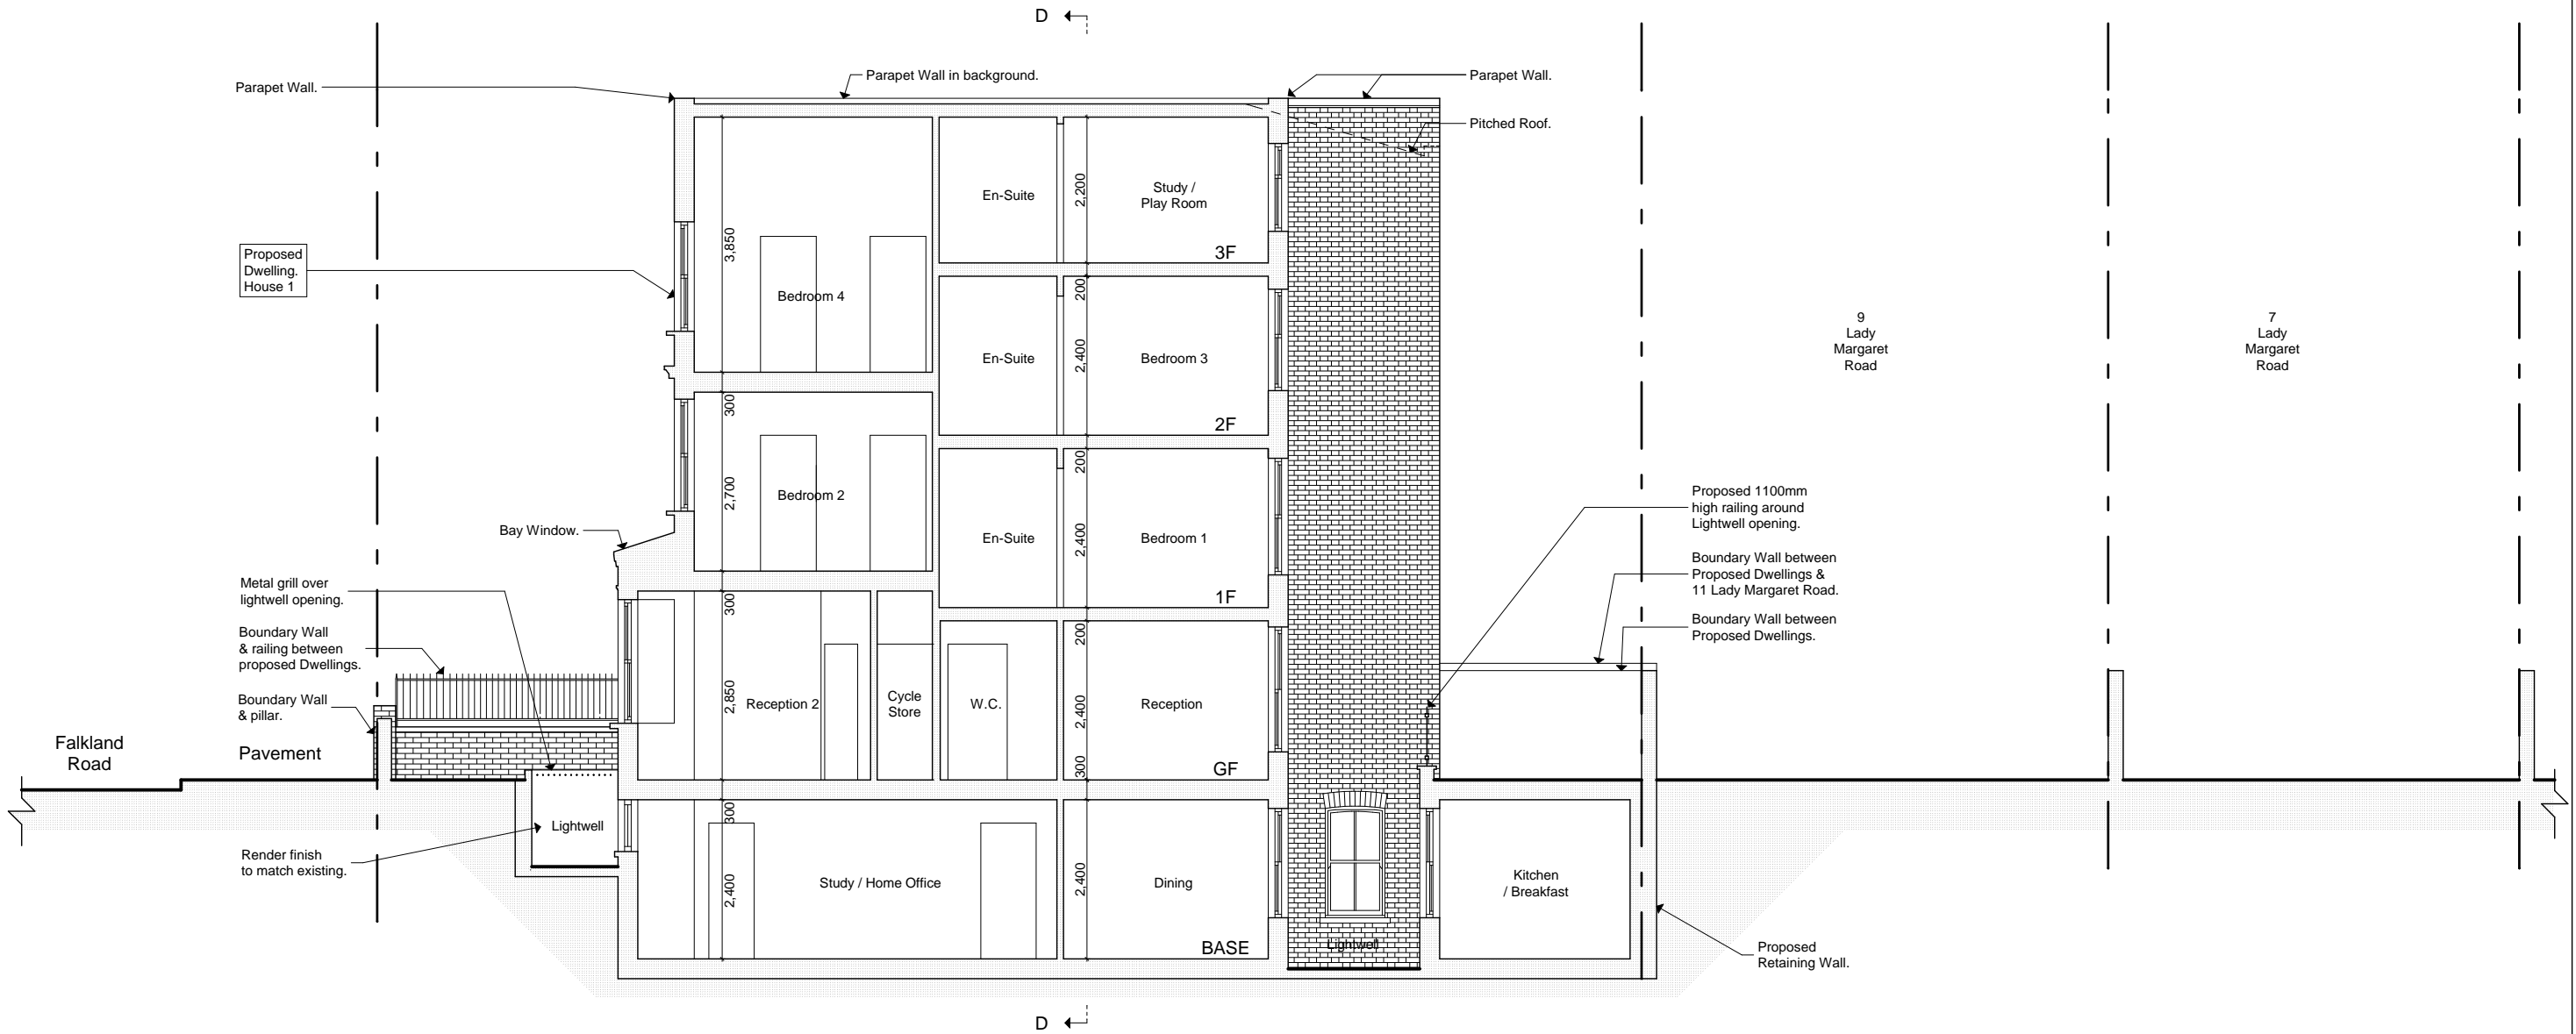 D
Parapet Wall.
Parapet Wall in background.
Parapet Wall.
Pitched Roof.
Proposed
Dwelling.
House 1
3,850
Bedroom 4
En-Suite
2,200
Study /
Play Room
3F
200
En-Suite
2,400
Bedroom 3
2F
9
Lady
Margaret
Road
7
Lady
Margaret
Road
300
2,700
Bedroom 2
200
En-Suite
2,400
Bedroom 1
1F
Bay Window.
Proposed 1100mm
high railing around
Lightwell opening.
Boundary Wall between
Proposed Dwellings &
11 Lady Margaret Road.
Boundary Wall between
Proposed Dwellings.
Metal grill over
lightwell opening.
Boundary Wall
& railing between
proposed Dwellings.
Boundary Wall
& pillar.
Falkland
Road
Pavement
300
2,850
Reception 2
Cycle
Store
W.C.
200
2,400
300
Reception
GF
Lightwell
Render finish
to match existing.
300
2,400
Study / Home Office
2,400
Dining
BASE
Lightwell
Kitchen
/ Breakfast
Proposed
Retaining Wall.
D